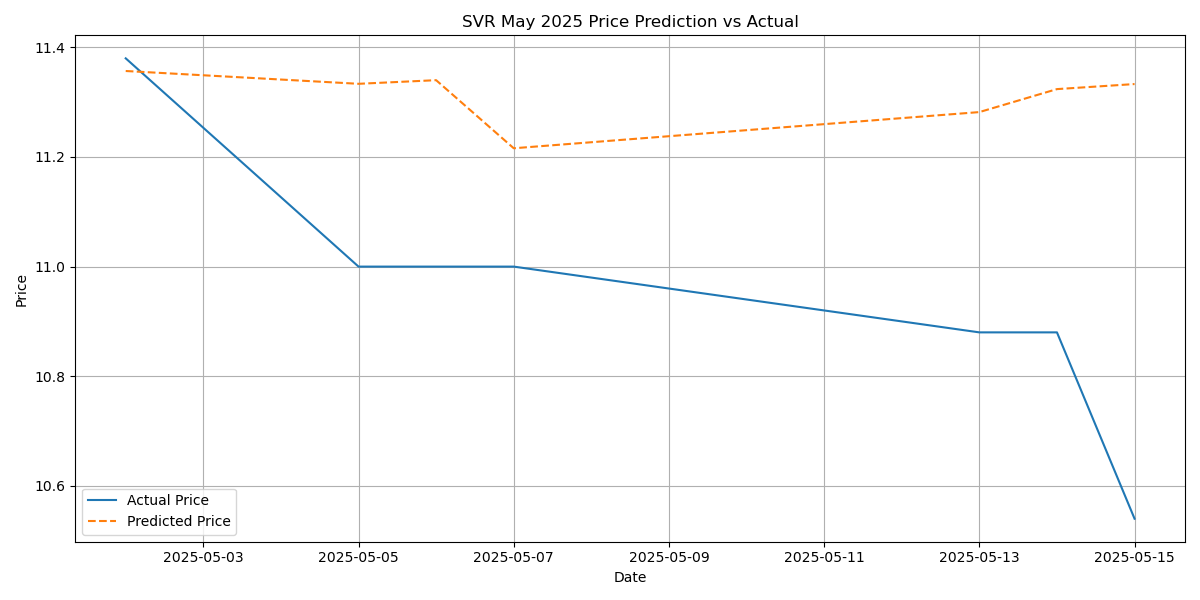 SVR May 2025 Price Prediction vs Actual
11.4
11.2
11.0
10.8
10.6
Price
Actual Price
Predicted Price
2025-05-03
2025-05-05
2025-05-07
2025-05-09
2025-05-11
2025-05-13
2025-05-15
Date